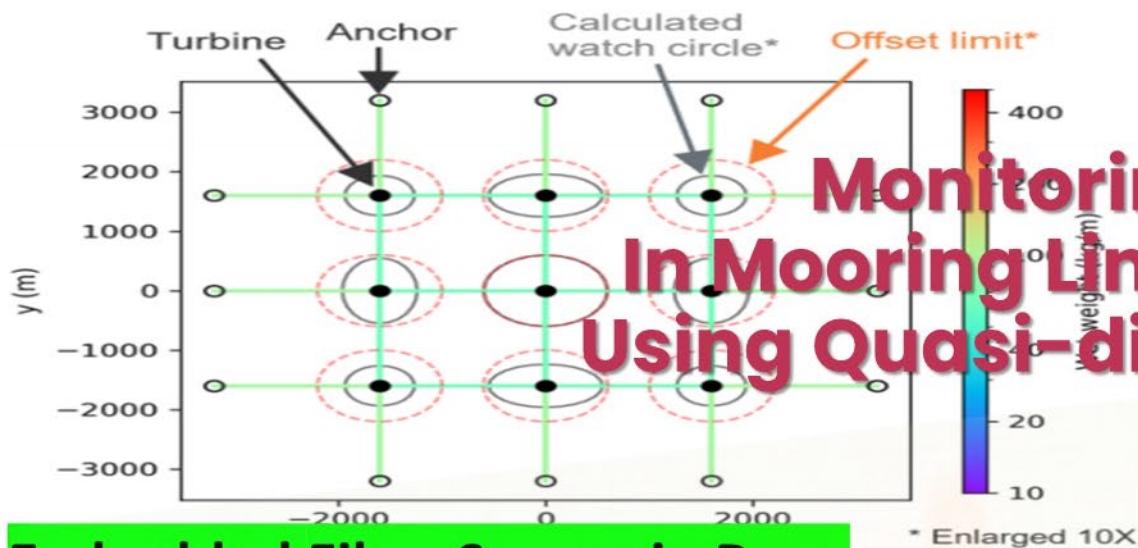 Turbine
Anchor
Calculated
watch circle*
Offset limit*
3000
2000
1000
0
−1000
−2000
−3000
y (m)
−2000
0
2000
400
20
10
Monitori
In Mooring Lin
Using Quasi-di
* Enlarged 10X